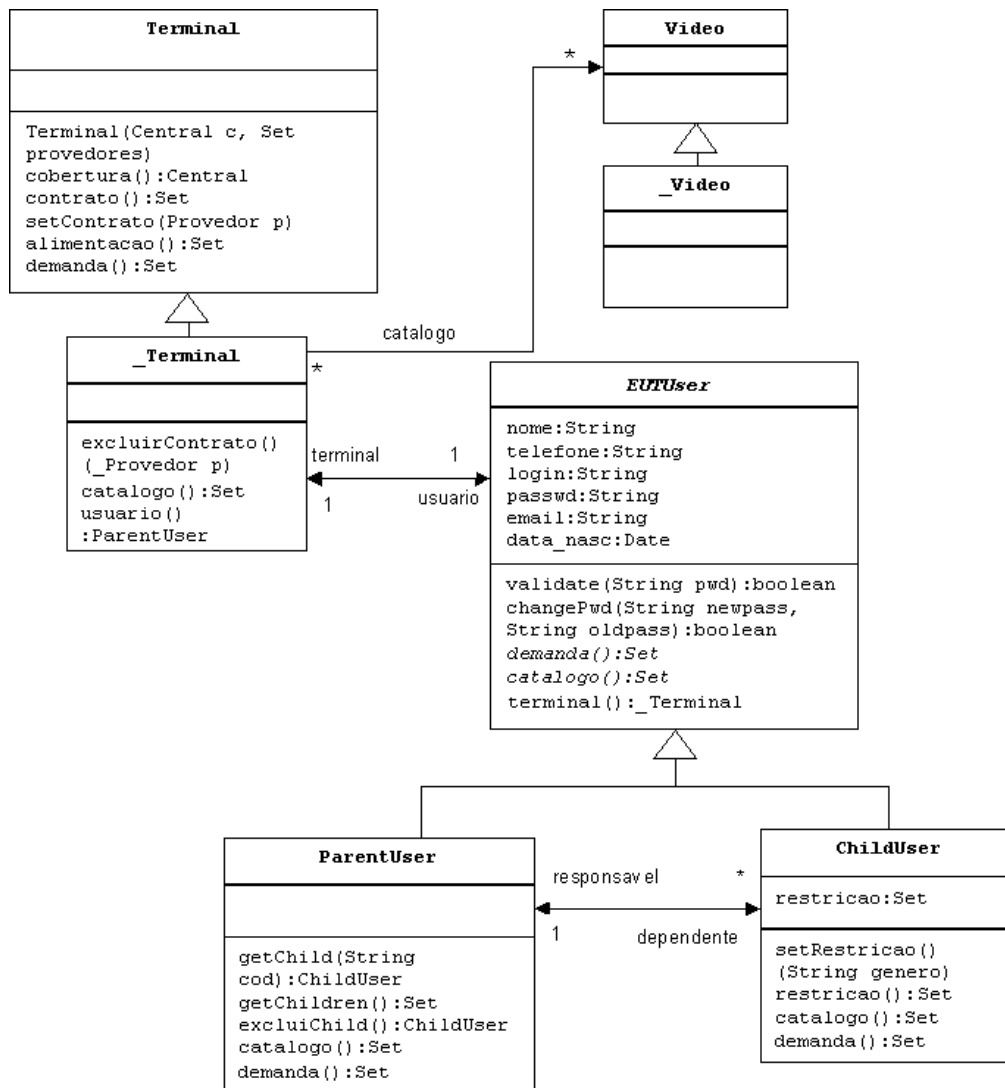 Terminal
Terminal(Central c, Set
provedores)
cobertura():Central
contrato():Set
setContrato(Provedor p)
alimentacao():Set
demanda():Set
Video
*
_Video
catalogo
*
_Terminal
excluirContrato()
(_Provedor p)
catalogo():Set
usuario()
:ParentUser
terminal
1
1
usuario
EUTUser
nome:String
telefone:String
login:String
passwd:String
email:String
data_nasc:Date
validate(String pwd):boolean
changePwd(String newpass,
String oldpass):boolean
demanda():Set
catalogo():Set
terminal():_Terminal
ParentUser
getChild(String
cod):ChildUser
getChildren():Set
excluiChild():ChildUser
catalogo():Set
demanda():Set
responsavel
*
1
dependente
ChildUser
restricao:Set
setRestricao()
(String genero)
restricao():Set
catalogo():Set
demanda():Set